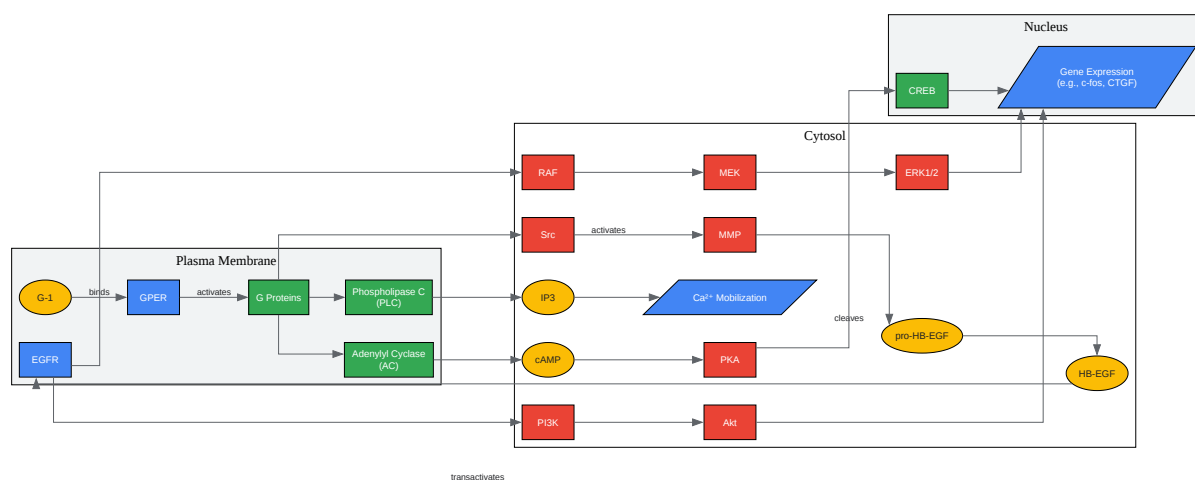 Nucleus
Gene Expression
(e.g., c-fos, CTGF)
CREB
Cytosol
RAF
MEK
ERK1/2
Src
activates
MMP
Plasma Membrane
G-1
binds
GPER
activates
G Proteins
Phospholipase C
(PLC)
IP3
Ca²⁺ Mobilization
cleaves
pro-HB-EGF
EGFR
Adenylyl Cyclase
(AC)
cAMP
PKA
HB-EGF
PI3K
Akt
transactivates